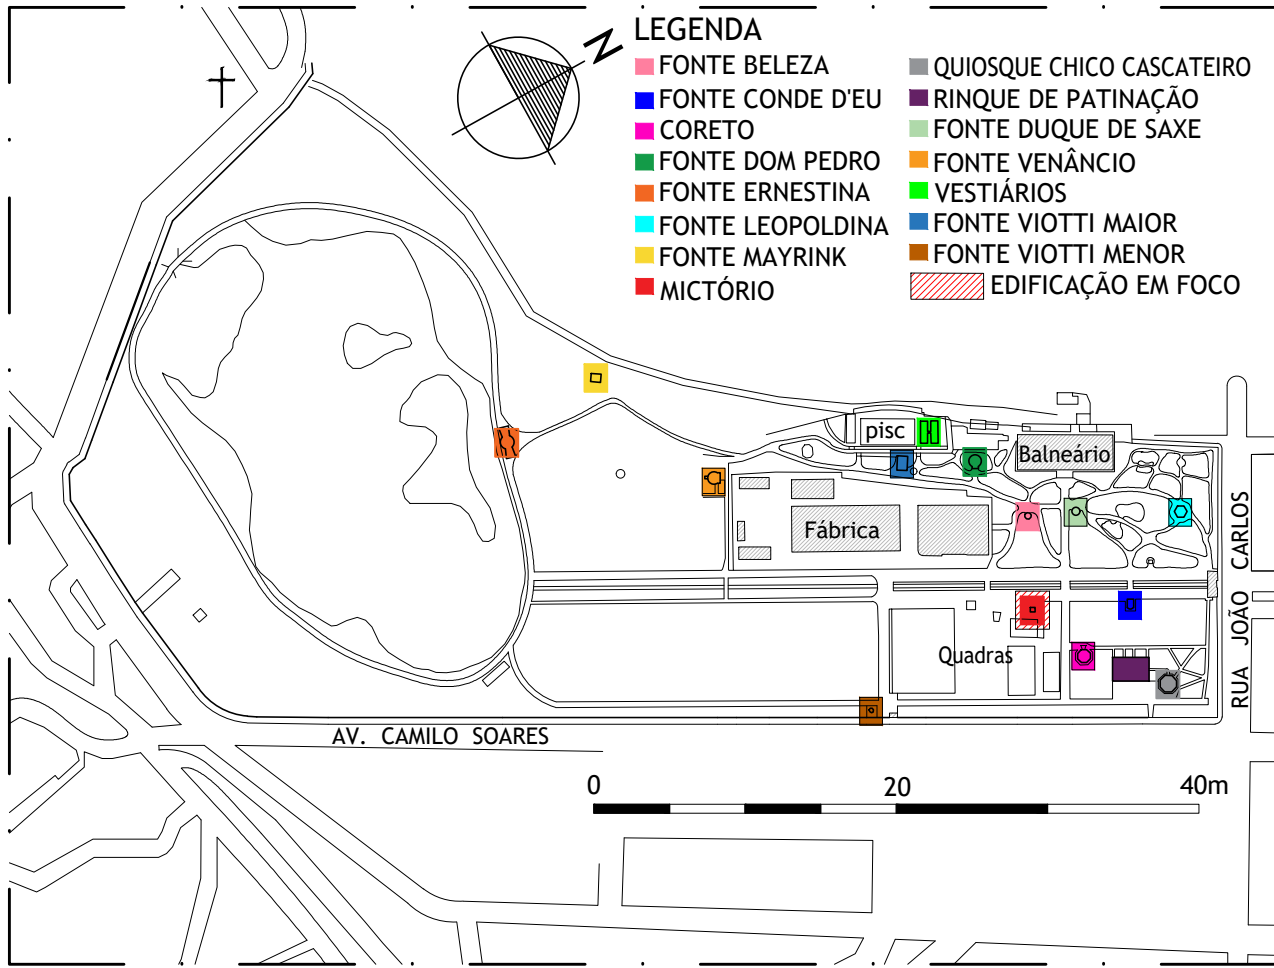 N
LEGENDA
FONTE BELEZA
FONTE CONDE D'EU
CORETO
FONTE DOM PEDRO
FONTE ERNESTINA
FONTE LEOPOLDINA
FONTE MAYRINK
MICTÓRIO
QUIOSQUE CHICO CASCATEIRO
RINQUE DE PATINAÇÃO
FONTE DUQUE DE SAXE
FONTE VENÂNCIO
VESTIÁRIOS
FONTE VIOTTI MAIOR
FONTE VIOTTI MENOR
EDIFICAÇÃO EM FOCO
pisc
Balneário
Fábrica
Quadras
RUA JOÃO CARLOS
AV. CAMILO SOARES
0 20 40m